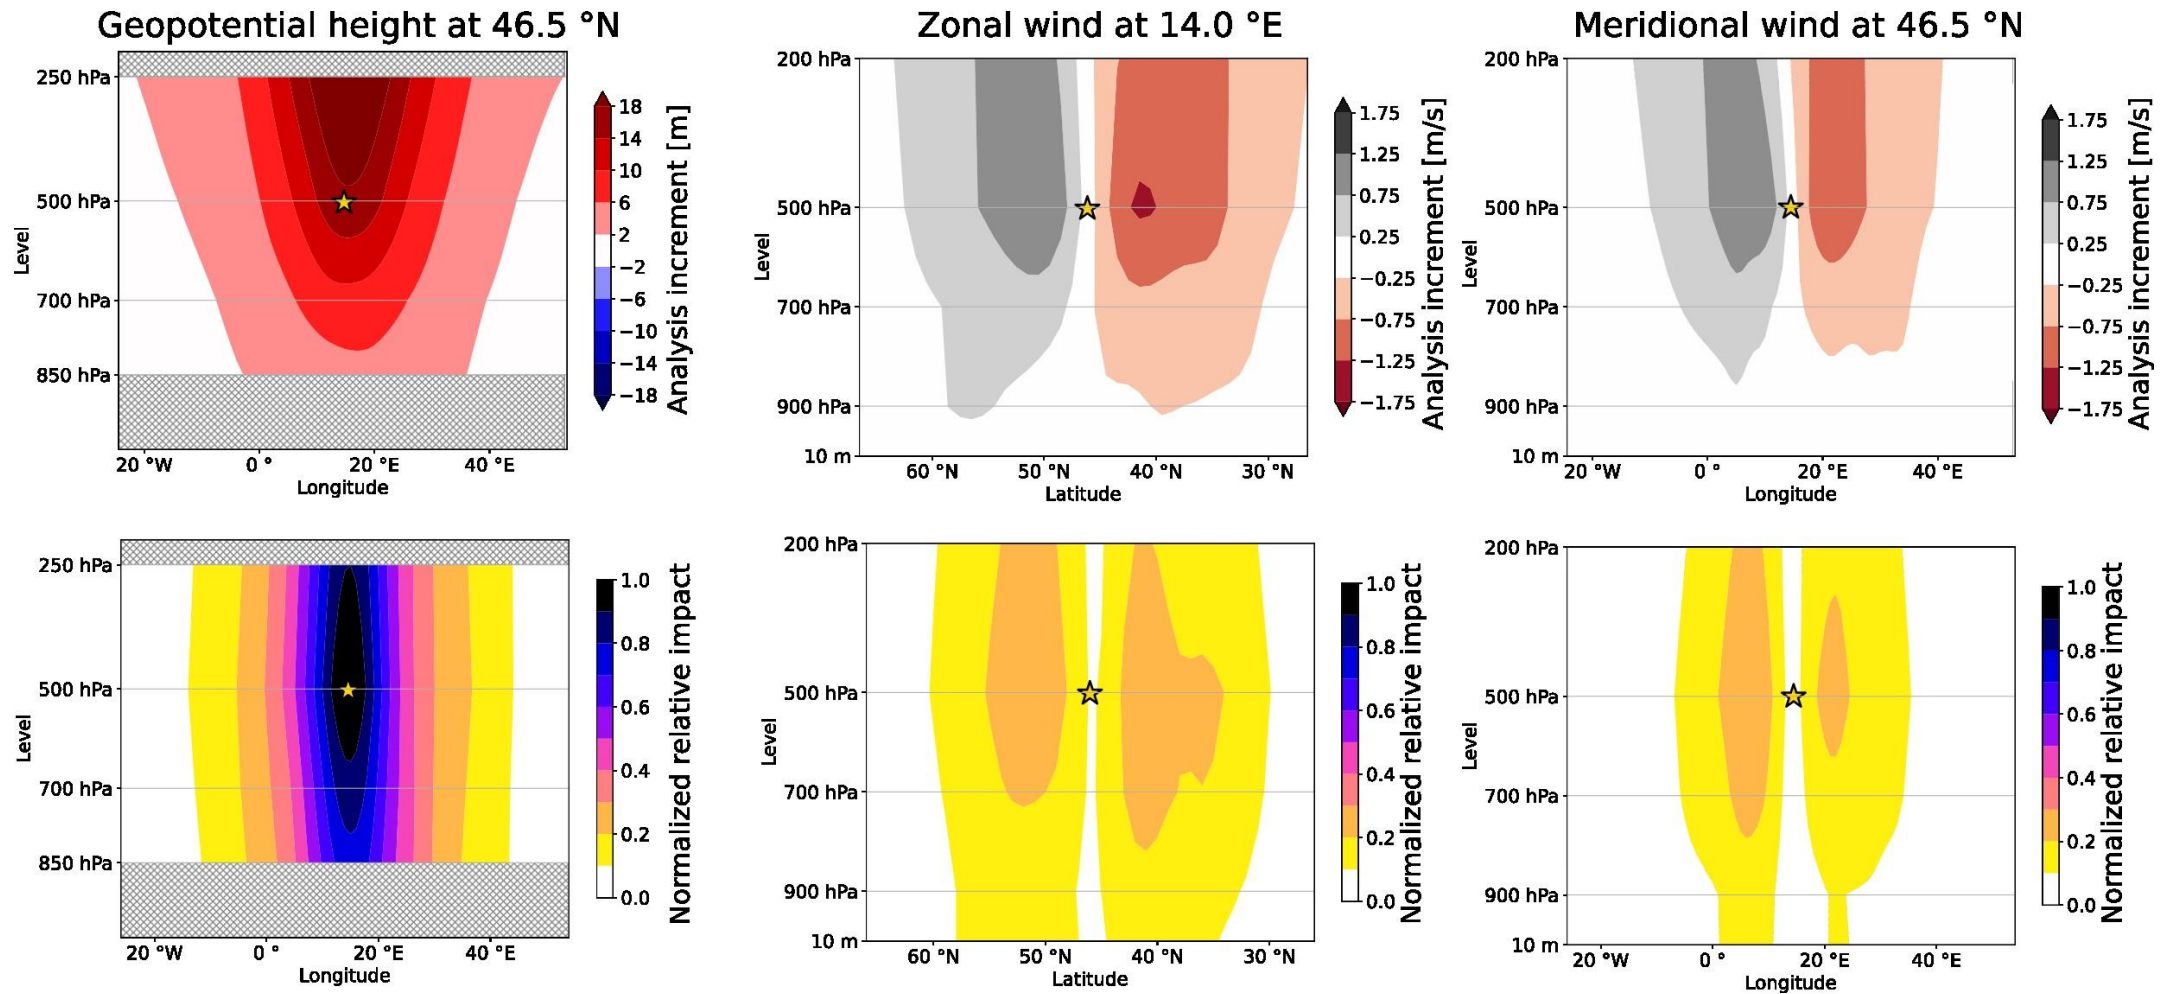 Geopotential height at 46.5 °N
250 hPa
500 hPa
700 hPa
850 hPa
Level
20 °W
0 °
20 °E
40 °E
Longitude
18
14
10
6
2
−2
−6
−10
−14
−18
Analysis increment [m]
Zonal wind at 14.0 °E
200 hPa
500 hPa
700 hPa
900 hPa
10 m
Level
60 °N
50 °N
40 °N
30 °N
Latitude
1.75
1.25
0.75
0.25
−0.25
−0.75
−1.25
−1.75
Analysis increment [m/s]
Meridional wind at 46.5 °N
200 hPa
500 hPa
700 hPa
900 hPa
10 m
Level
20 °W
0 °
20 °E
40 °E
Longitude
1.75
1.25
0.75
0.25
−0.25
−0.75
−1.25
−1.75
Analysis increment [m/s]
250 hPa
500 hPa
700 hPa
850 hPa
Level
20 °W
0 °
20 °E
40 °E
Longitude
1.0
0.8
0.6
0.4
0.2
0.0
Normalized relative impact
200 hPa
500 hPa
700 hPa
900 hPa
10 m
Level
60 °N
50 °N
40 °N
30 °N
Latitude
1.0
0.8
0.6
0.4
0.2
0.0
Normalized relative impact
200 hPa
500 hPa
700 hPa
900 hPa
10 m
Level
20 °W
0 °
20 °E
40 °E
Longitude
1.0
0.8
0.6
0.4
0.2
0.0
Normalized relative impact